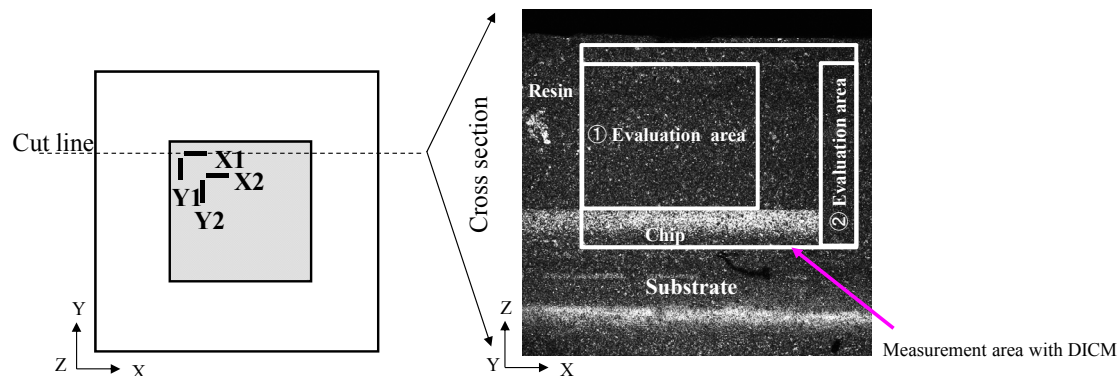 Cut line
X1
X2
Y1
Y2
Y
Z
X
Cross section
Resin
① Evaluation area
② Evaluation area
Chip
Substrate
Z
Y
X
Measurement area with DICM